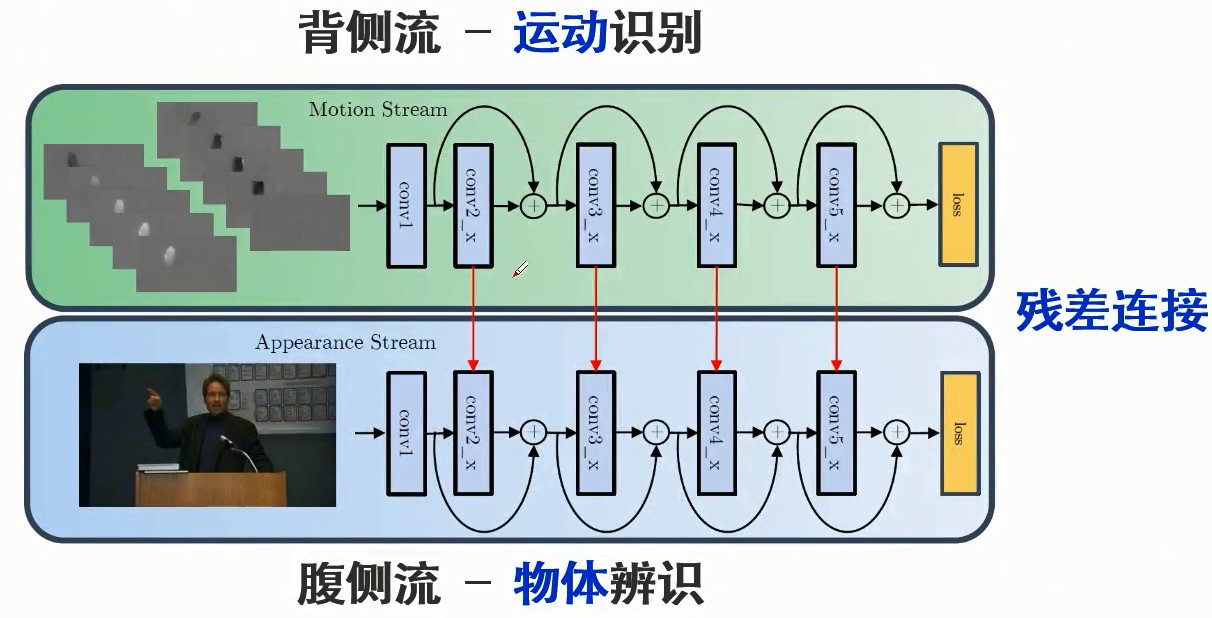 背侧流 - 运动识别
Motion Stream
conv1
conv2_x
conv3_x
conv4_x
conv5_x
loss
残差连接
Appearance Stream
conv1
conv2_x
conv3_x
conv4_x
conv5_x
loss
腹侧流 - 物体辨识